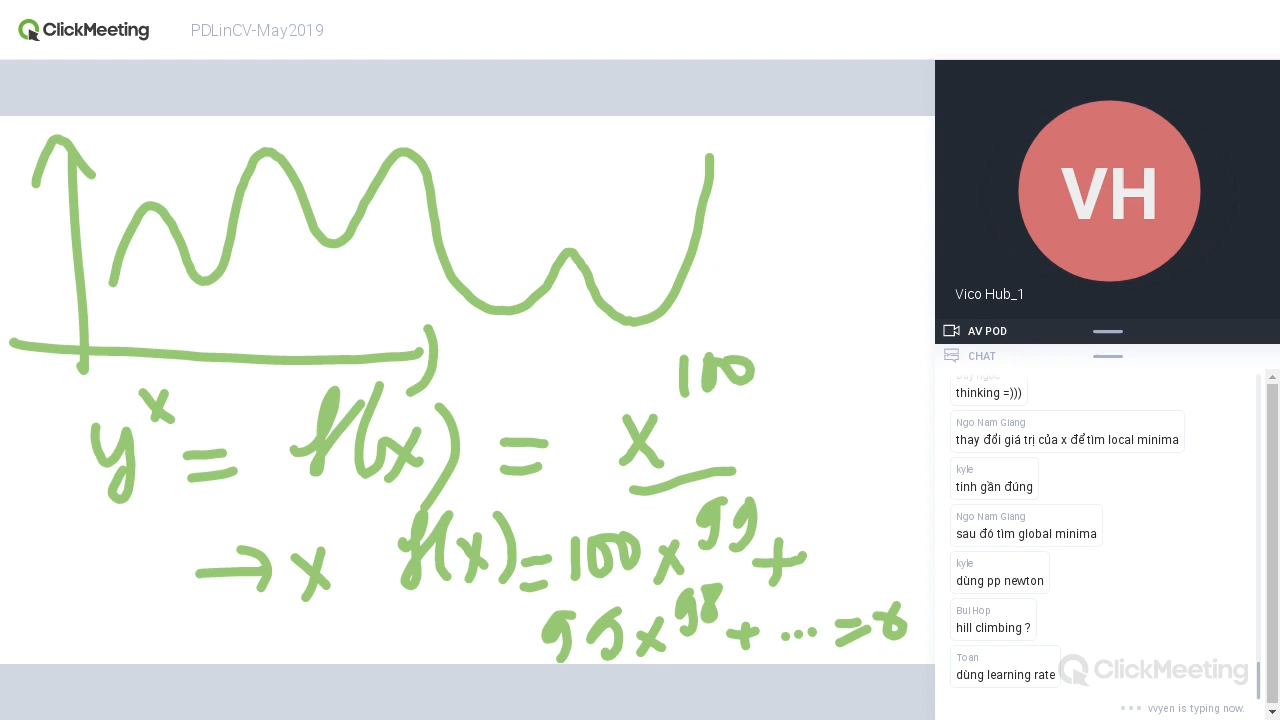 ClickMeeting
PDLinCV-May2019
VH
Vico Hub_1
AV POD
CHAT
thinking =)))
Ngo Nam Giang
thay đổi giá trị của x để tìm local minima
kyle
tinh gần đúng
Ngo Nam Giang
sau đó tìm global minima
kyle
dùng pp newton
Bui Hop
hill climbing ?
Toan
dùng learning rate
ClickMeeting
vvyen is typing now.
x
y = f(x) = x^100
→ x f(x) = 100x^99 +
99x^98 + ... = 0